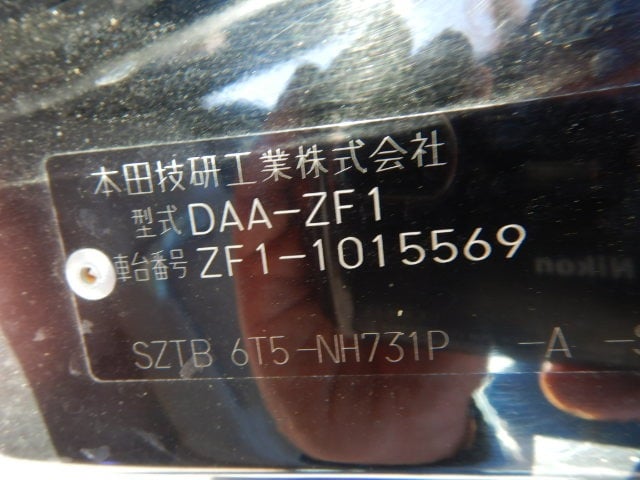 本田技研工業株式会社
型式 DAA-ZF1
車台番号 ZF1-1015569
SZTB 6T5-NH731P -A -S
Nikon